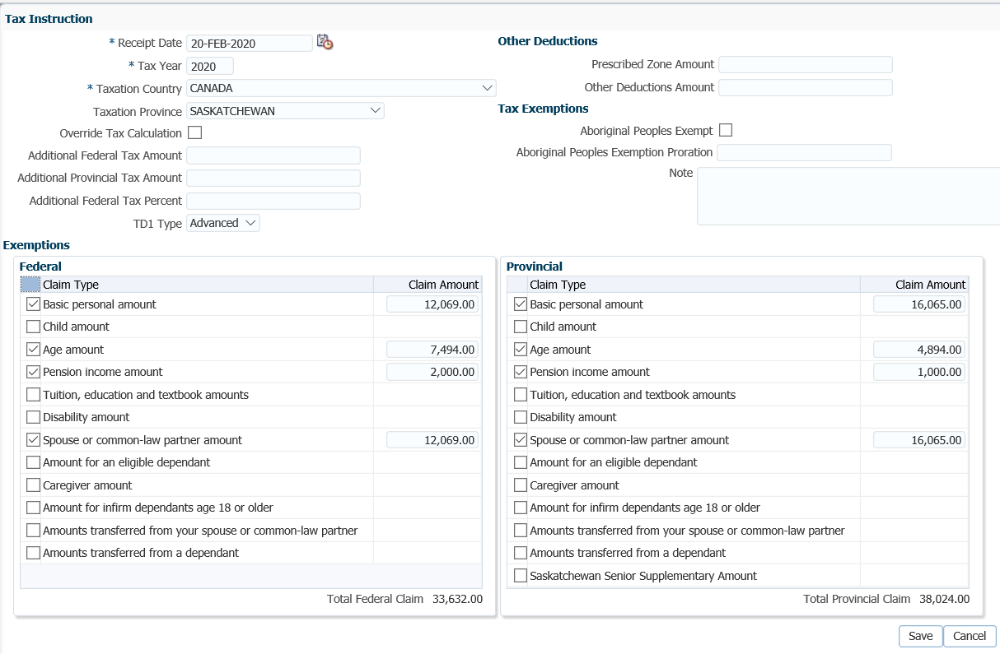 Tax Instruction
* Receipt Date 20-FEB-2020
* Tax Year 2020
* Taxation Country CANADA
Taxation Province SASKATCHEWAN
Override Tax Calculation
Additional Federal Tax Amount
Additional Provincial Tax Amount
Additional Federal Tax Percent
TD1 Type Advanced
Other Deductions
Prescribed Zone Amount
Other Deductions Amount
Tax Exemptions
Aboriginal Peoples Exempt
Aboriginal Peoples Exemption Proration
Note
Exemptions
Federal
Claim Type Claim Amount
Basic personal amount 12,069.00
Child amount
Age amount 7,494.00
Pension income amount 2,000.00
Tuition, education and textbook amounts
Disability amount
Spouse or common-law partner amount 12,069.00
Amount for an eligible dependant
Caregiver amount
Amount for infirm dependants age 18 or older
Amounts transferred from your spouse or common-law partner
Amounts transferred from a dependant
Total Federal Claim 33,632.00
Provincial
Claim Type Claim Amount
Basic personal amount 16,065.00
Child amount
Age amount 4,894.00
Pension income amount 1,000.00
Tuition, education and textbook amounts
Disability amount
Spouse or common-law partner amount 16,065.00
Amount for an eligible dependant
Caregiver amount
Amount for infirm dependants age 18 or older
Amounts transferred from your spouse or common-law partner
Amounts transferred from a dependant
Saskatchewan Senior Supplementary Amount
Total Provincial Claim 38,024.00
Save Cancel